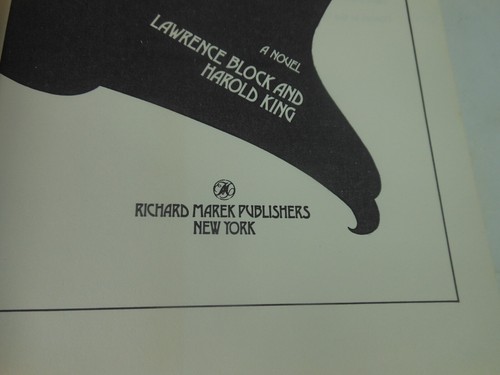 A NOVEL
LAWRENCE BLOCK AND
HAROLD KING
RICHARD MAREK PUBLISHERS
NEW YORK